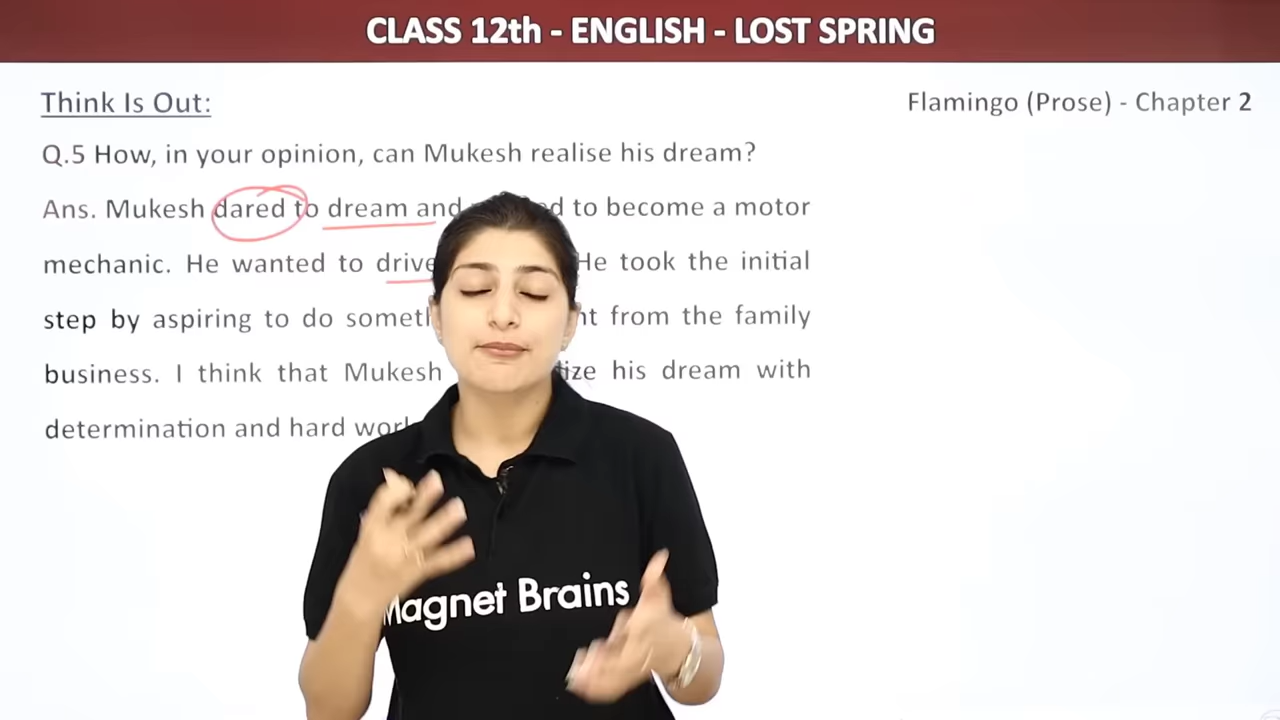 CLASS 12th - ENGLISH - LOST SPRING
Think Is Out:
Flamingo (Prose) - Chapter 2
Q.5 How, in your opinion, can Mukesh realise his dream?
Ans. Mukesh dared to dream and to become a motor
mechanic. He wanted to drive He took the initial
step by aspiring to do from the family
business. I think that Mukesh his dream with
determination and hard
Magnet Brains